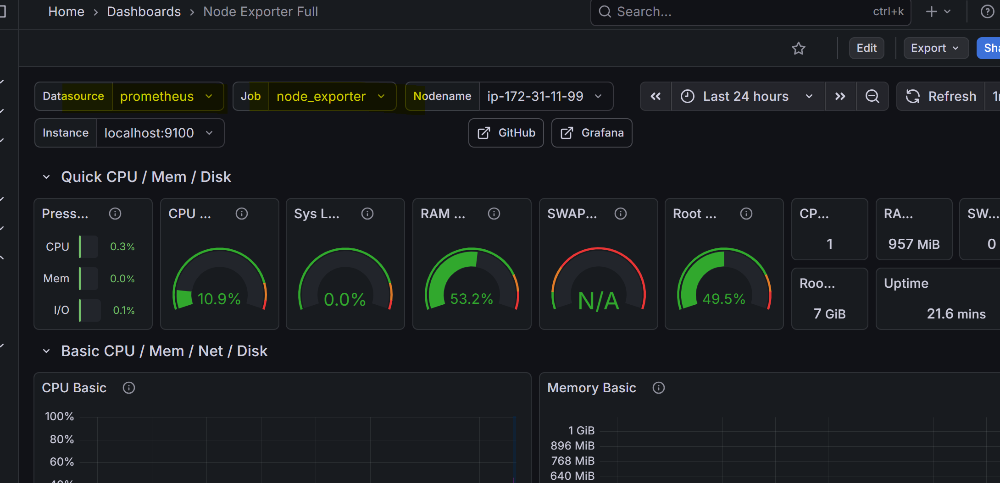 Home › Dashboards › Node Exporter Full
Search... ctrl+k
Edit Export
Datasource prometheus Job node_exporter Nodename ip-172-31-11-99 Last 24 hours Refresh
Instance localhost:9100 GitHub Grafana
Quick CPU / Mem / Disk
Press... CPU ... Sys L... RAM ... SWAP... Root ... CP... RA... SW...
CPU 0.3%
Mem 0.0%
I/O 0.1%
10.9%
0.0%
53.2%
N/A
49.5%
1
957 MiB
0
Roo... Uptime
7 GiB 21.6 mins
Basic CPU / Mem / Net / Disk
CPU Basic
100%
80%
60%
Memory Basic
1 GiB
896 MiB
768 MiB
640 MiB